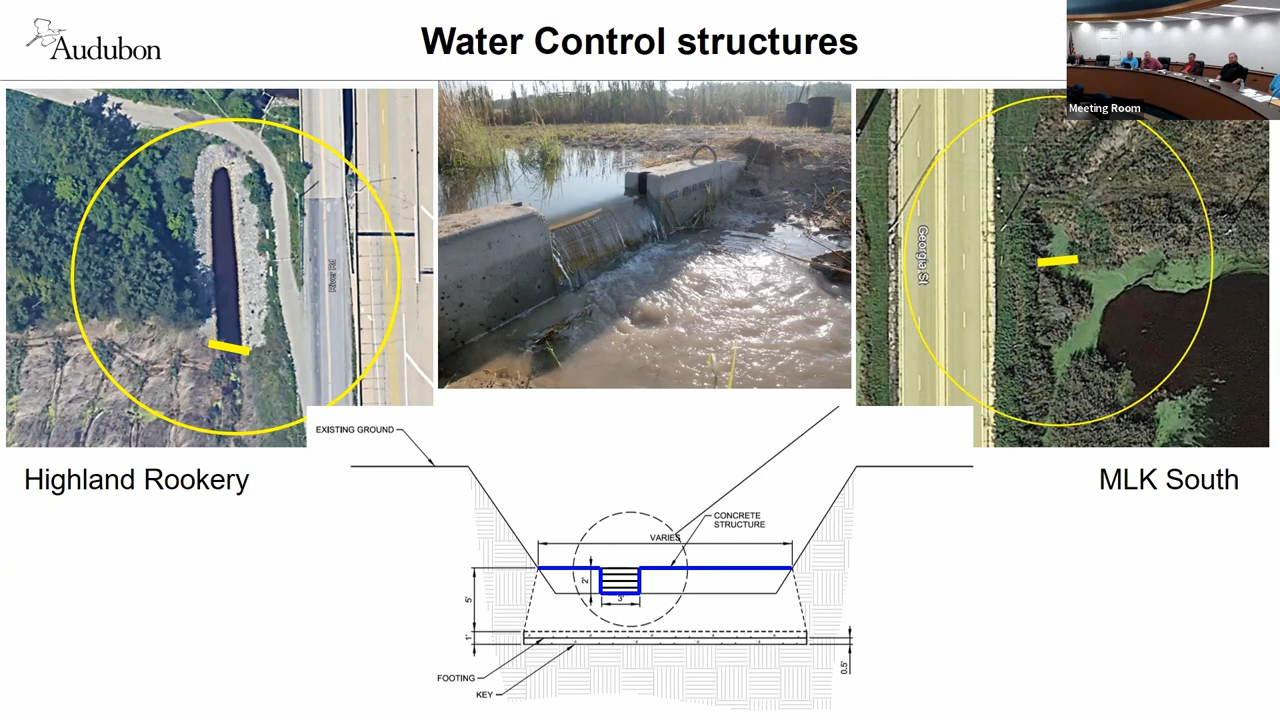 Audubon
Water Control structures
Meeting Room
River Rd
Georgia St
Highland Rookery
MLK South
EXISTING GROUND
CONCRETE
STRUCTURE
VARIES
2'
3'
5'
1'
0.5'
FOOTING
KEY